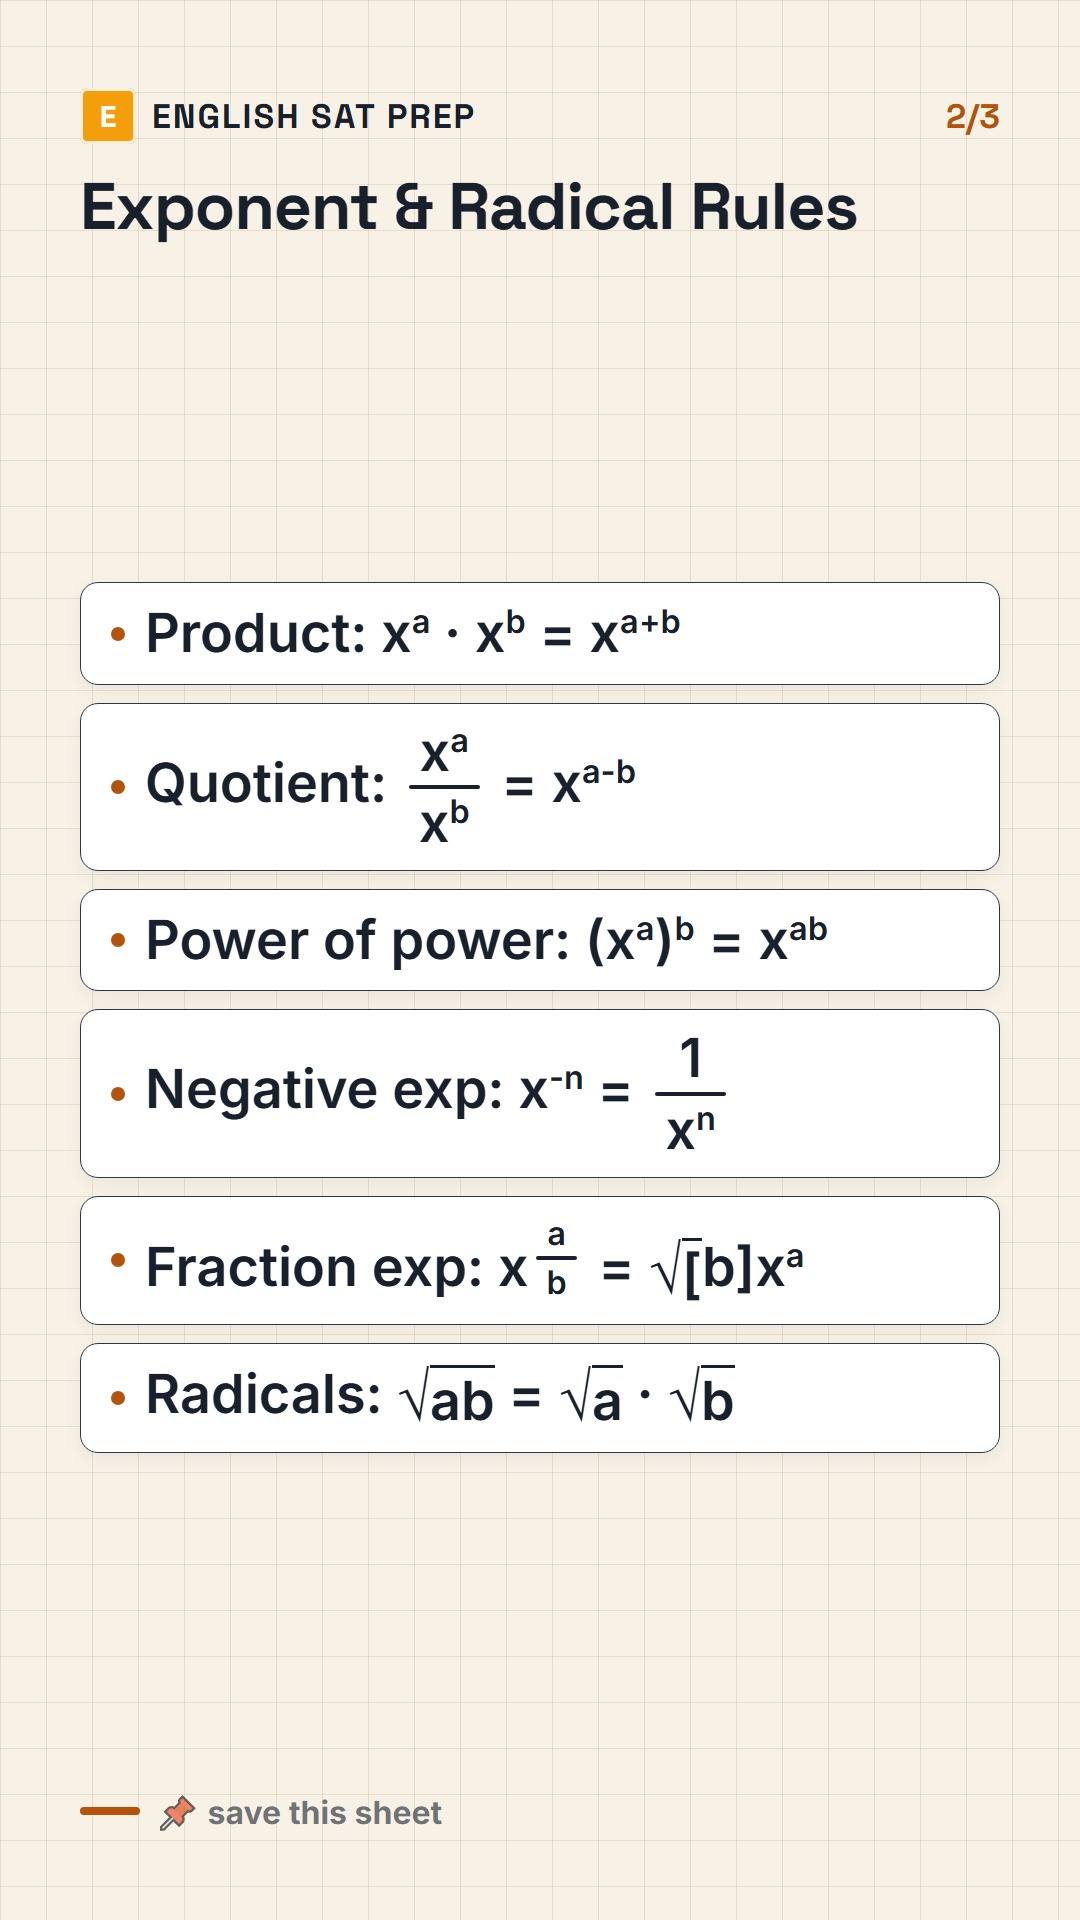 E ENGLISH SAT PREP 2/3
Exponent & Radical Rules
• Product: xᵃ · xᵇ = xᵃ⁺ᵇ
• Quotient: xᵃ/xᵇ = xᵃ⁻ᵇ
• Power of power: (xᵃ)ᵇ = xᵃᵇ
• Negative exp: x⁻ⁿ = 1/xⁿ
• Fraction exp: x^(a/b) = √[b]xᵃ
• Radicals: √ab = √a · √b
📌 save this sheet